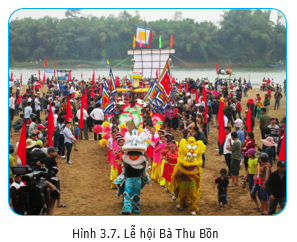 Hình 3.7. Lễ hội Bà Thu Bồn